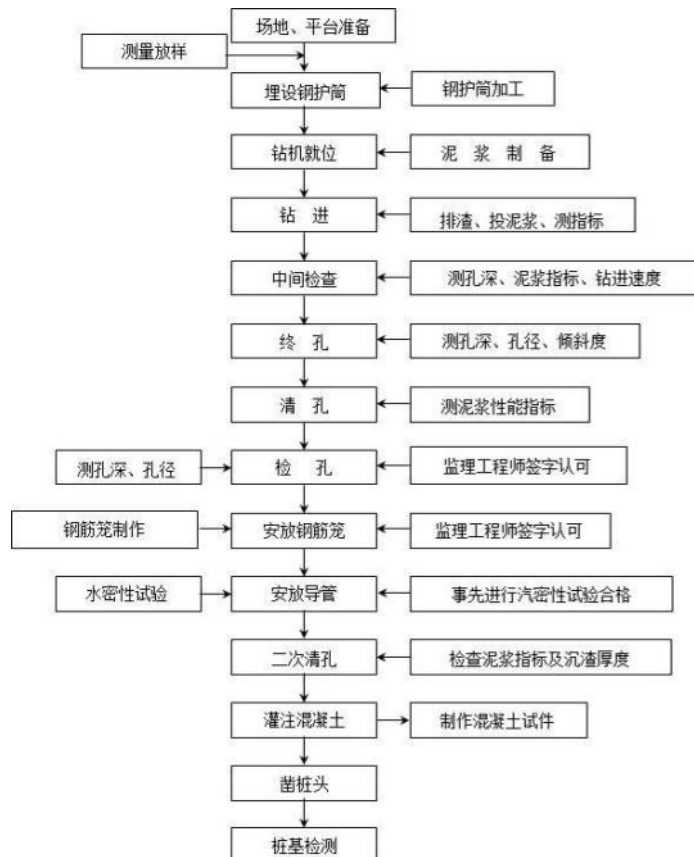 场地、平台准备
测量放样
埋设钢护筒
钢护筒加工
钻机就位
泥 浆 制 备
钻 进
排渣、投泥浆、测指标
中间检查
测孔深、泥浆指标、钻进速度
终 孔
测孔深、孔径、倾斜度
清 孔
测泥浆性能指标
测孔深、孔径
检 孔
监理工程师签字认可
钢筋笼制作
安放钢筋笼
监理工程师签字认可
水密性试验
安放导管
事先进行汽密性试验合格
二次清孔
检查泥浆指标及沉渣厚度
灌注混凝土
制作混凝土试件
凿桩头
桩基检测